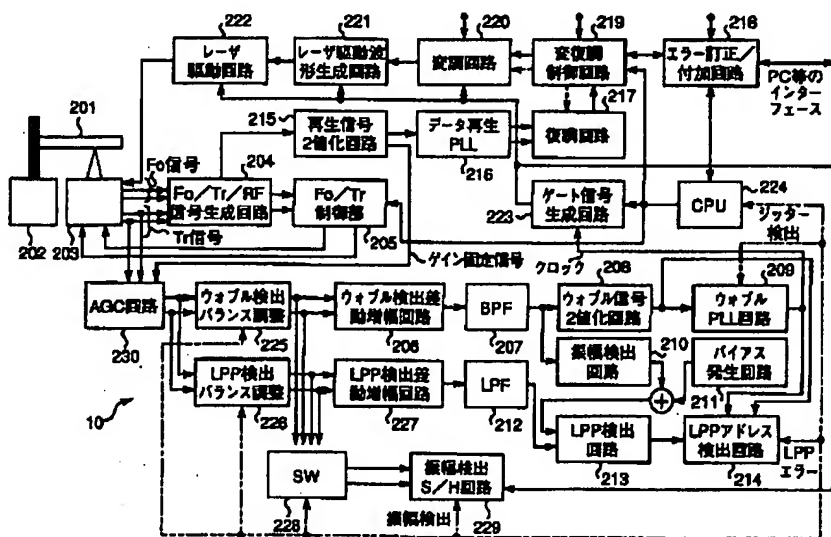 222
221
220
219
218
レーザ
駆動回路
レーザ駆動波
形生成回路
変調回路
変復調
制御回路
エラー訂正/
付加回路
PC等の
インター
フェース
217
201
215
再生信号
2値化回路
データ再生
PLL
216
復調回路
Fo信号
204
Fo/Tr/RF
信号生成回路
Fo/Tr
制御部
205
223
ゲート信号
生成回路
CPU
224
202
203
Tr信号
ゲイン固定信号
クロック
ジッター
検出
208
209
AGC回路
230
ウォブル検出
バランス調整
225
ウォブル検出差
動増幅回路
206
BPF
207
ウォブル信号
2値化回路
ウォブル
PLL回路
210
振幅検出
回路
バイアス
発生回路
211
LPP検出
バランス調整
226
LPP検出差
動増幅回路
227
LPF
212
10
LPP検出
回路
213
LPPアドレス
検出回路
214
LPP
エラー
SW
228
振幅検出
S/H回路
229
振幅検出